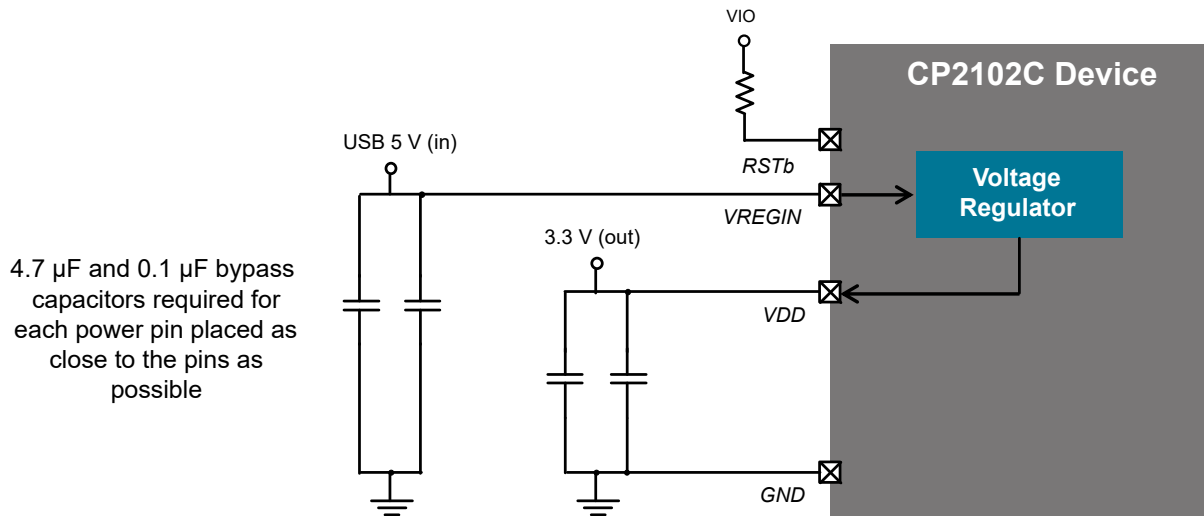 VIO
CP2102C Device
USB 5 V (in)
RSTb
Voltage
Regulator
VREGIN
3.3 V (out)
4.7 µF and 0.1 µF bypass
capacitors required for
each power pin placed as
close to the pins as
possible
VDD
GND